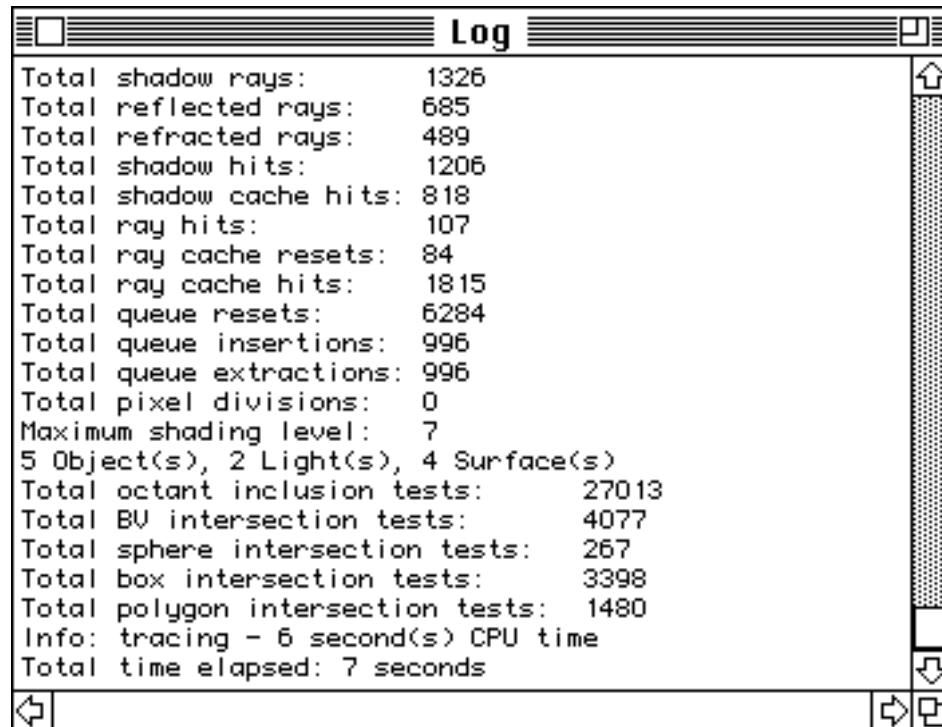 Log
Total shadow rays: 1326
Total reflected rays: 685
Total refracted rays: 489
Total shadow hits: 1206
Total shadow cache hits: 818
Total ray hits: 107
Total ray cache resets: 84
Total ray cache hits: 1815
Total queue resets: 6284
Total queue insertions: 996
Total queue extractions: 996
Total pixel divisions: 0
Maximum shading level: 7
5 Object(s), 2 Light(s), 4 Surface(s)
Total octant inclusion tests: 27013
Total BV intersection tests: 4077
Total sphere intersection tests: 267
Total box intersection tests: 3398
Total polygon intersection tests: 1480
Info: tracing - 6 second(s) CPU time
Total time elapsed: 7 seconds